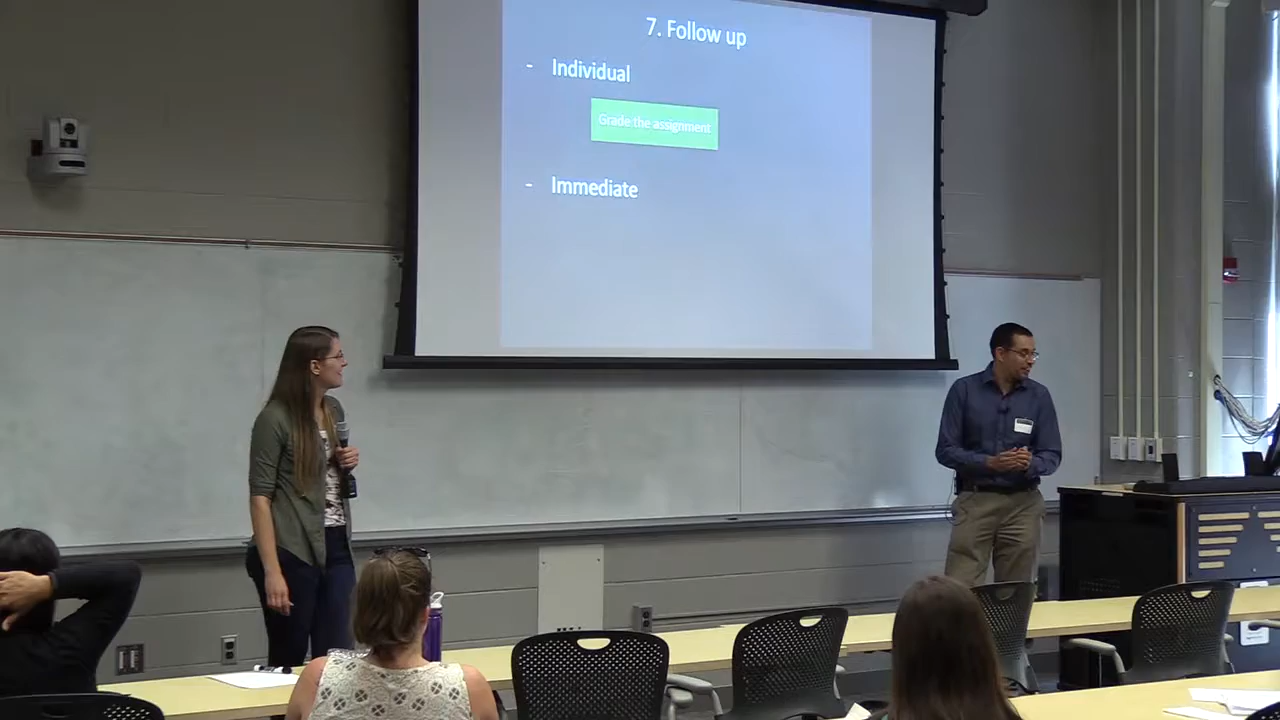 7. Follow up
- Individual
Grade the assignment
- Immediate